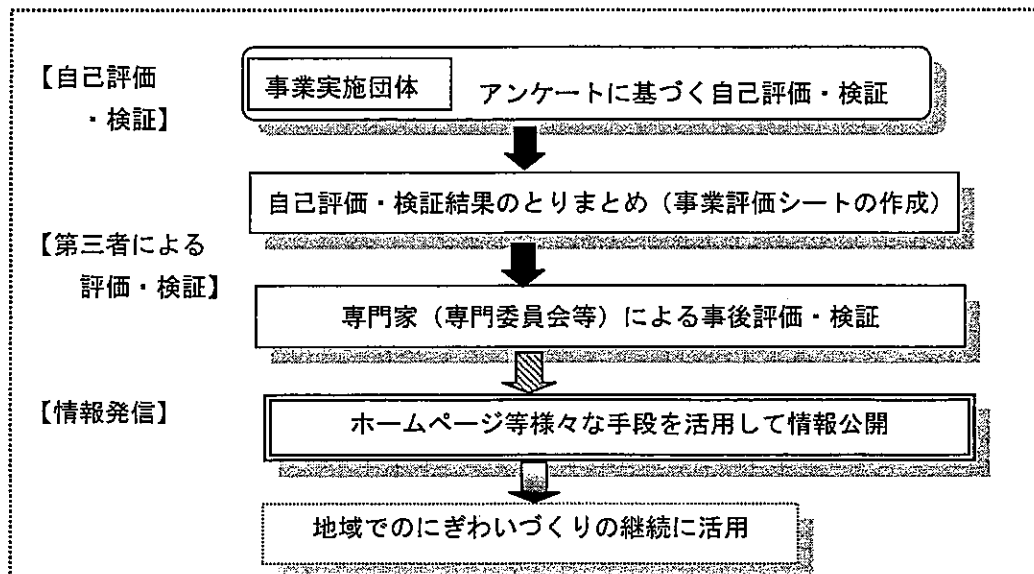 【自己評価
・検証】
事業実施団体 アンケートに基づく自己評価・検証
自己評価・検証結果のとりまとめ（事業評価シートの作成）
【第三者による
評価・検証】
専門家（専門委員会等）による事後評価・検証
【情報発信】
ホームページ等様々な手段を活用して情報公開
地域でのにぎわいづくりの継続に活用